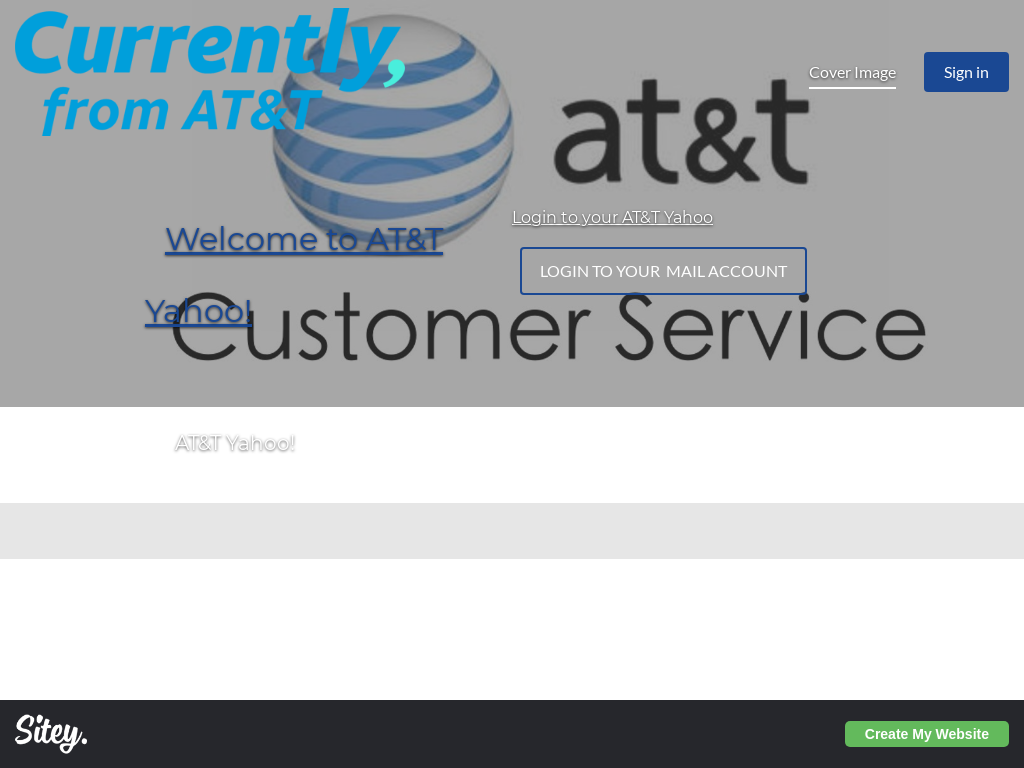 Currently,
from AT&T
Cover Image
Sign in
at&t
Login to your AT&T Yahoo
Welcome to AT&T
Yahoo!
LOGIN TO YOUR MAIL ACCOUNT
Customer Service
AT&T Yahoo!
Sitey.
Create My Website